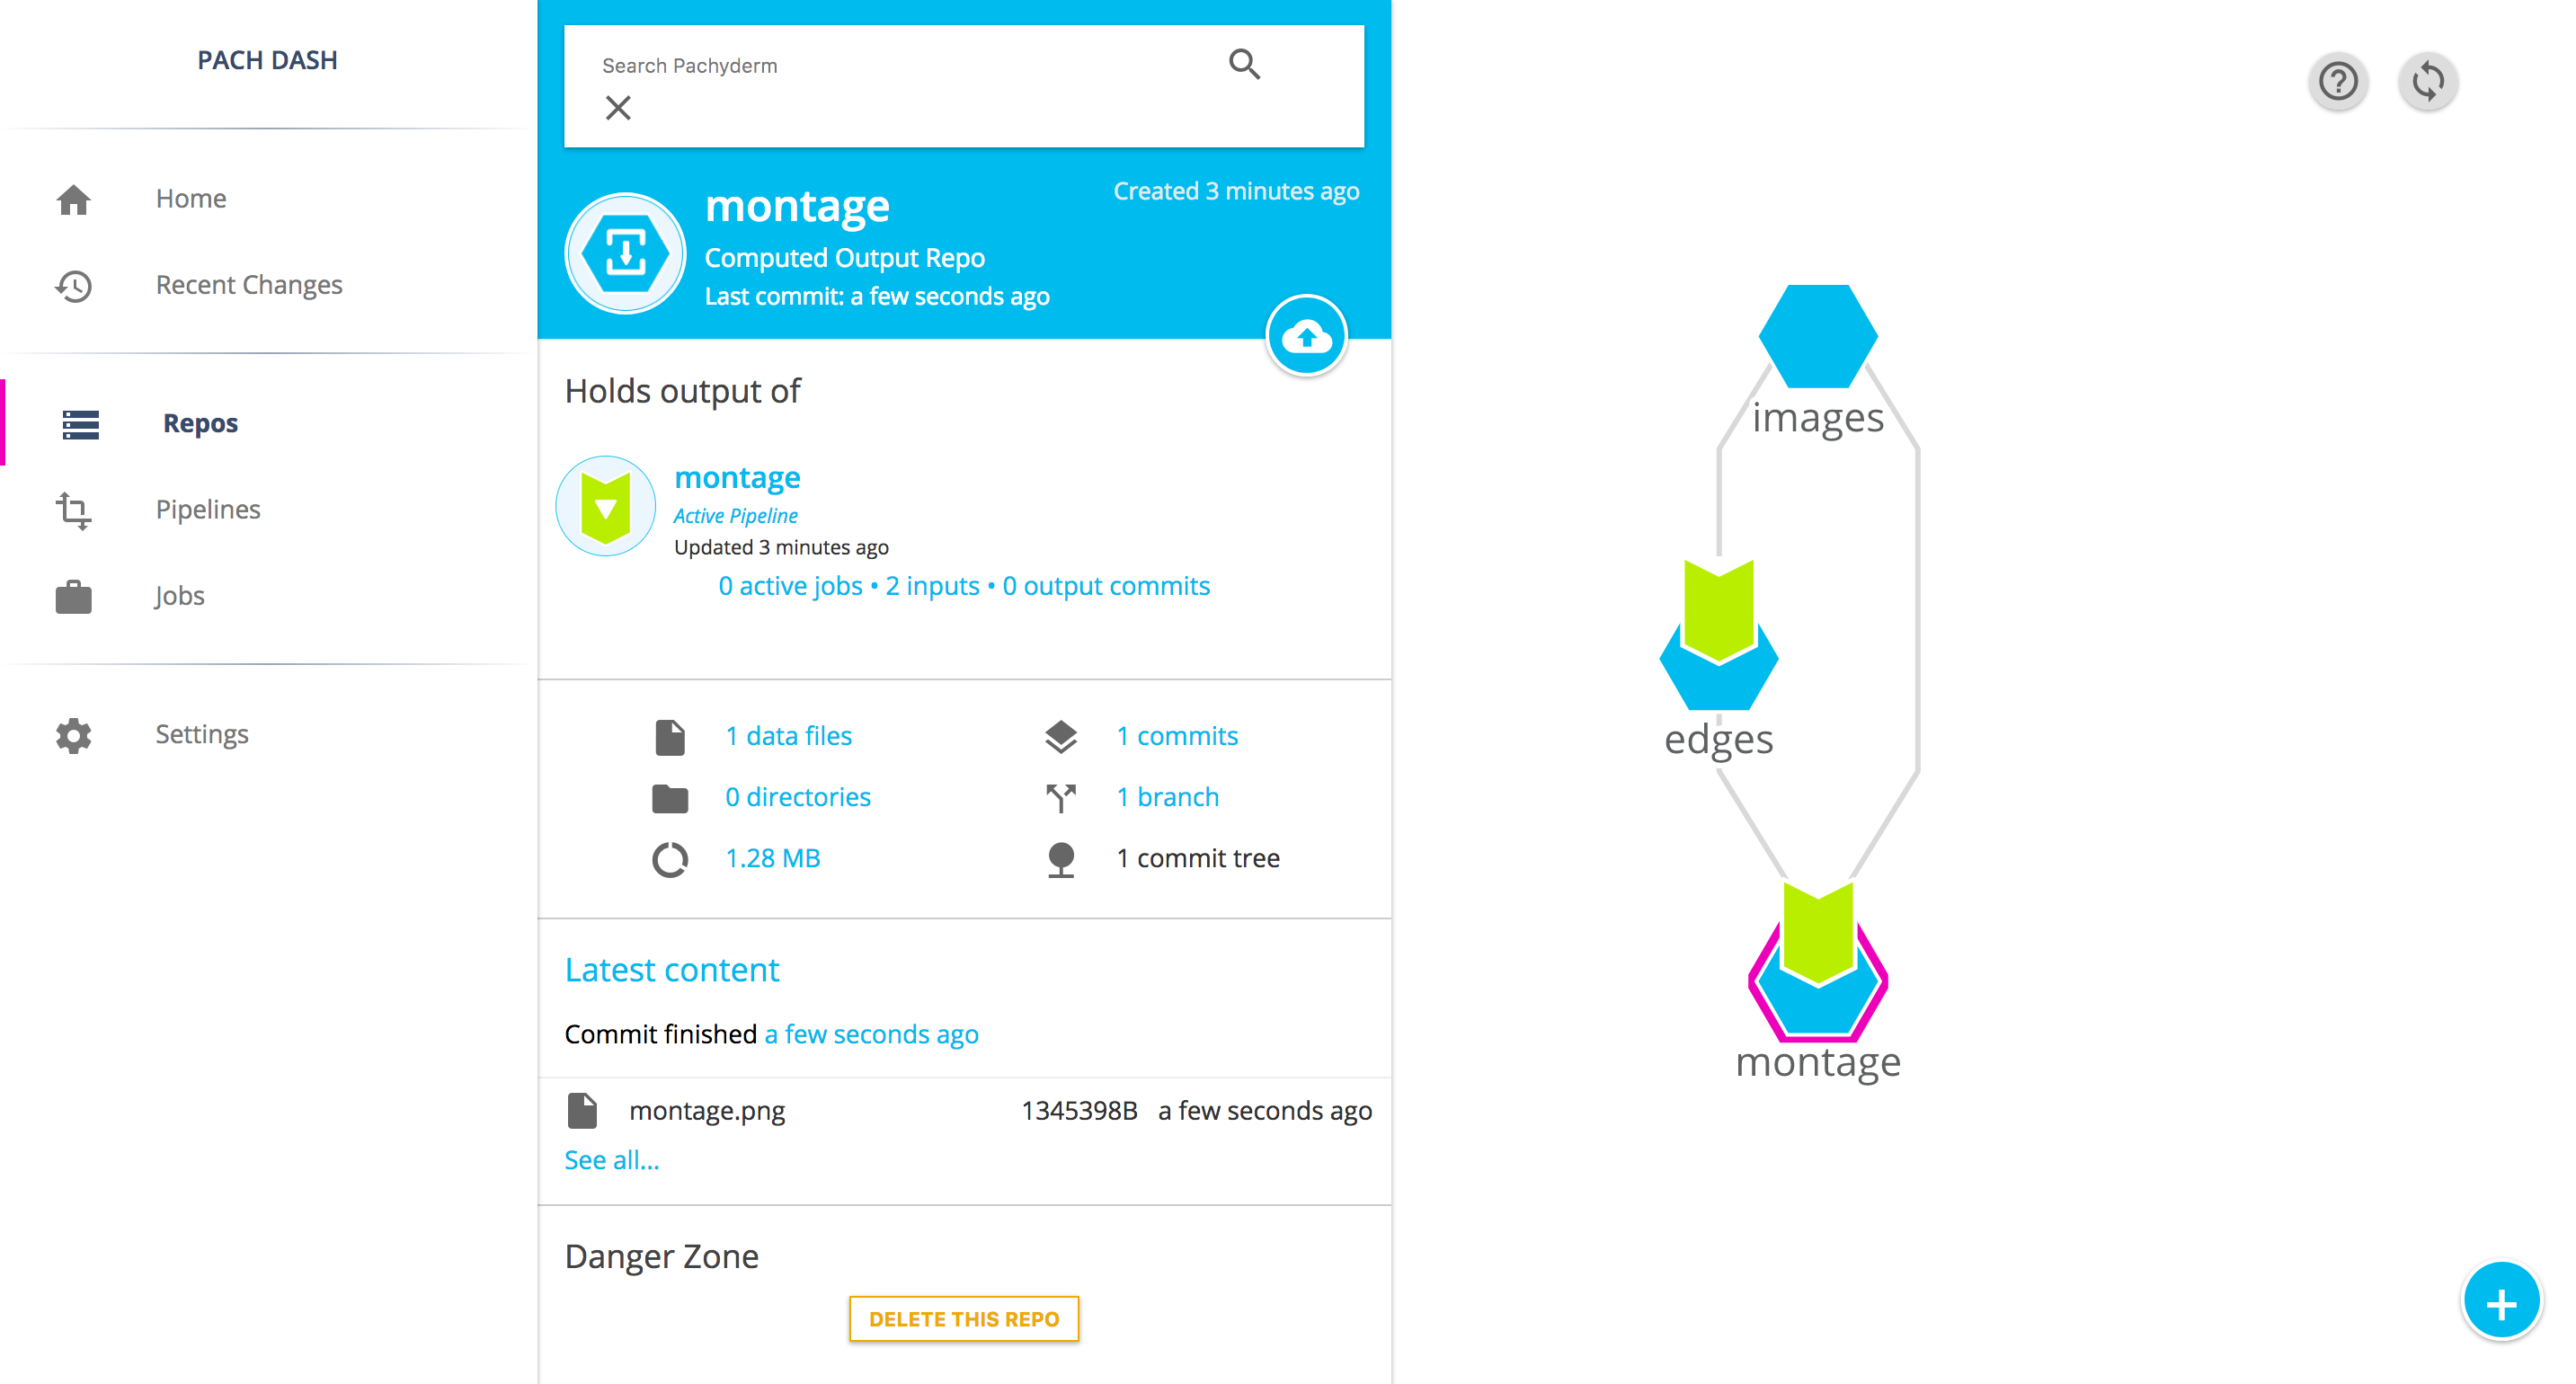 PACH DASH
Home
Recent Changes
Repos
Pipelines
Jobs
Settings
Search Pachyderm
montage
Created 3 minutes ago
Computed Output Repo
Last commit: a few seconds ago
Holds output of
montage
Active Pipeline
Updated 3 minutes ago
0 active jobs • 2 inputs • 0 output commits
1 data files
1 commits
0 directories
1 branch
1.28 MB
1 commit tree
Latest content
Commit finished a few seconds ago
montage.png 1345398B a few seconds ago
See all...
Danger Zone
DELETE THIS REPO
images
edges
montage